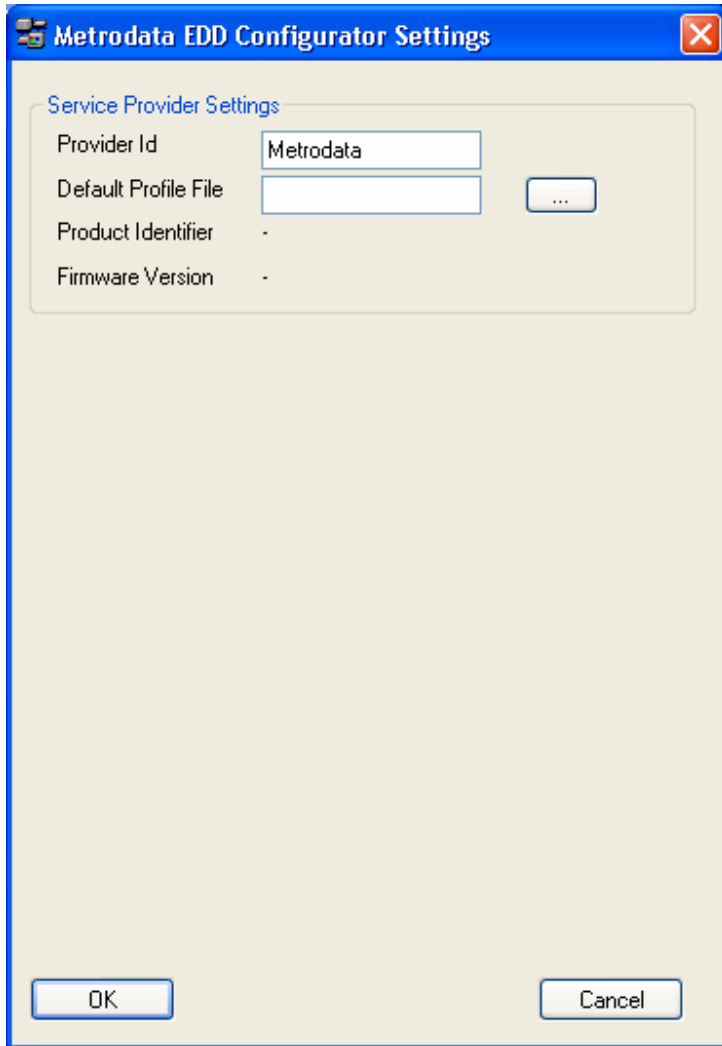 Metrodata EDD Configurator Settings
Service Provider Settings
Provider Id Metrodata
Default Profile File ...
Product Identifier -
Firmware Version -
OK Cancel